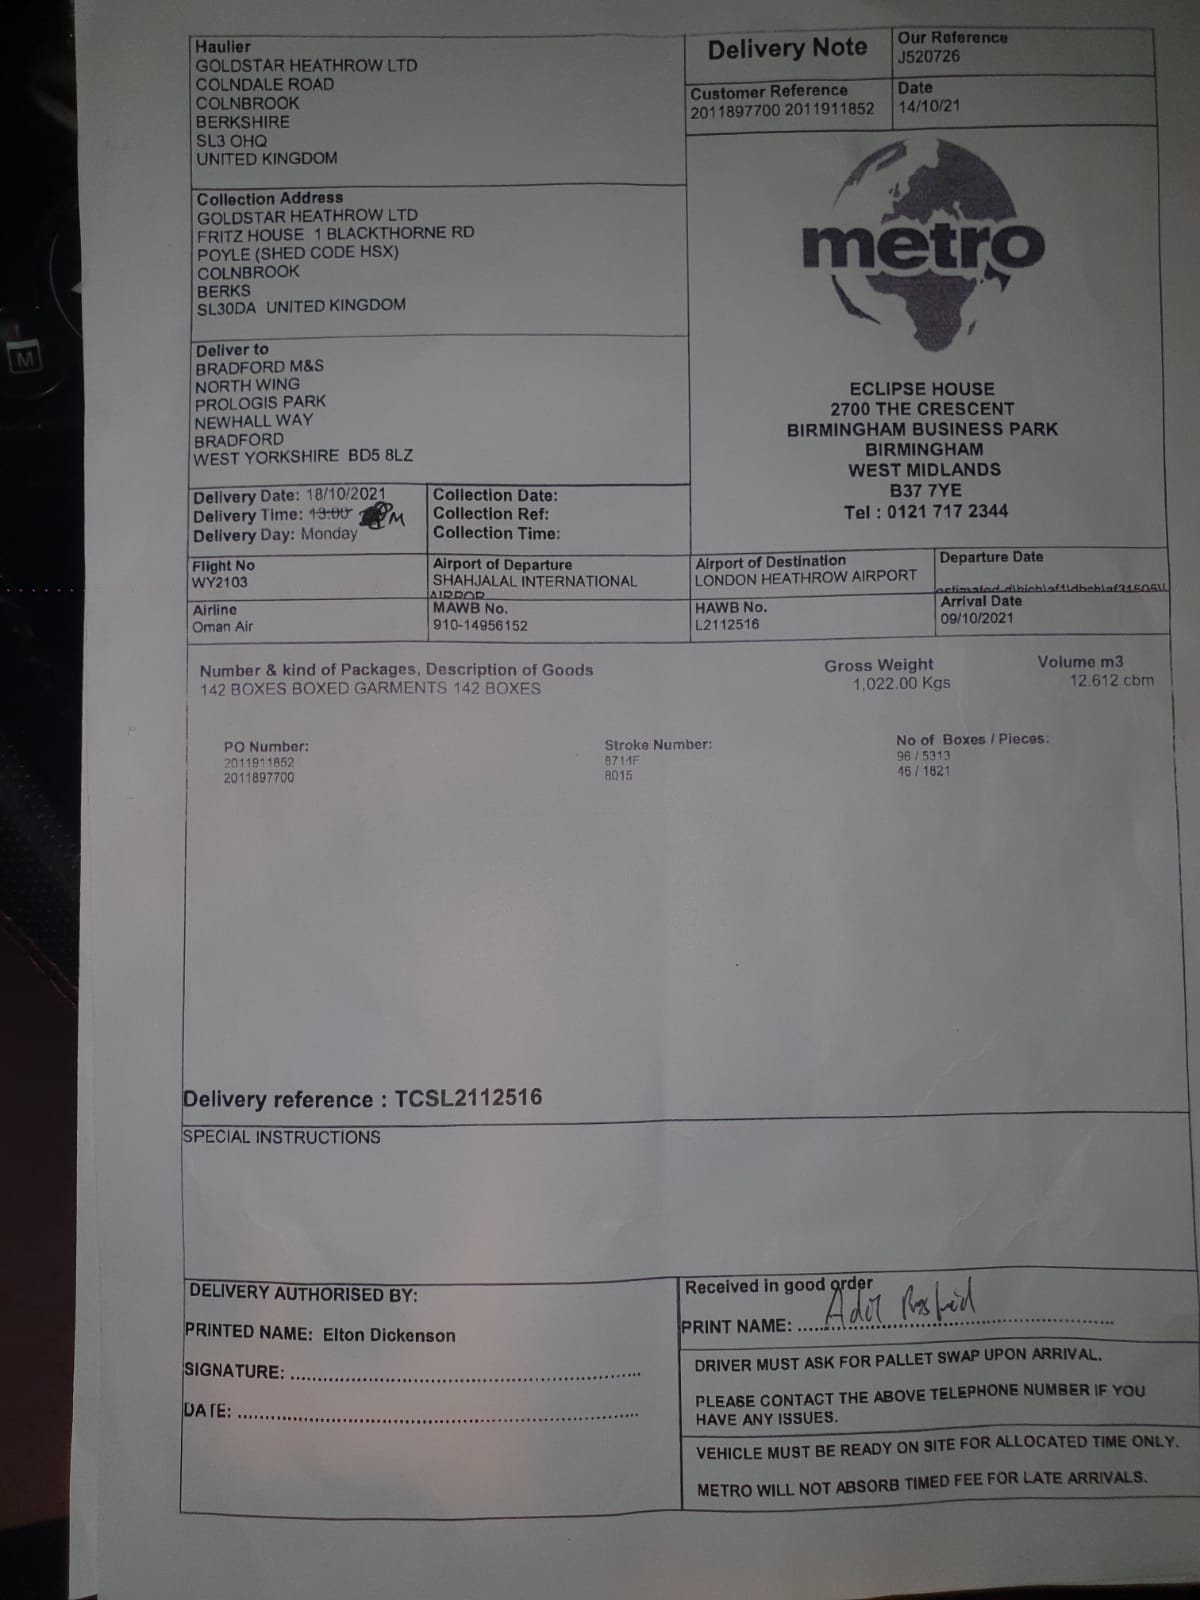 Haulier
GOLDSTAR HEATHROW LTD
COLNDALE ROAD
COLNBROOK
BERKSHIRE
SL3 OHQ
UNITED KINGDOM
Delivery Note
Our Reference
J520726
Customer Reference
2011897700 2011911852
Date
14/10/21
Collection Address
GOLDSTAR HEATHROW LTD
FRITZ HOUSE 1 BLACKTHORNE RD
POYLE (SHED CODE HSX)
COLNBROOK
BERKS
SL30DA UNITED KINGDOM
metro
Deliver to
BRADFORD M&S
NORTH WING
PROLOGIS PARK
NEWHALL WAY
BRADFORD
WEST YORKSHIRE BD5 8LZ
ECLIPSE HOUSE
2700 THE CRESCENT
BIRMINGHAM BUSINESS PARK
BIRMINGHAM
WEST MIDLANDS
B37 7YE
Tel : 0121 717 2344
Delivery Date: 18/10/2021
Delivery Time: 13:00
Delivery Day: Monday
Collection Date:
Collection Ref:
Collection Time:
Flight No
WY2103
Airport of Departure
SHAHJALAL INTERNATIONAL
AIRPOR
Airport of Destination
LONDON HEATHROW AIRPORT
Departure Date
Airline
Oman Air
MAWB No.
910-14956152
HAWB No.
L2112516
Arrival Date
09/10/2021
Number & kind of Packages, Description of Goods
142 BOXES BOXED GARMENTS 142 BOXES
Gross Weight
1,022.00 Kgs
Volume m3
12.612 cbm
PO Number:
2011911852
2011897700
Stroke Number:
8714F
8015
No of Boxes / Pieces:
96 / 5313
46 / 1821
Delivery reference : TCSL2112516
SPECIAL INSTRUCTIONS
DELIVERY AUTHORISED BY:
PRINTED NAME: Elton Dickenson
SIGNATURE:
DATE:
Received in good order
PRINT NAME: Adil Rashid
DRIVER MUST ASK FOR PALLET SWAP UPON ARRIVAL.
PLEASE CONTACT THE ABOVE TELEPHONE NUMBER IF YOU
HAVE ANY ISSUES.
VEHICLE MUST BE READY ON SITE FOR ALLOCATED TIME ONLY.
METRO WILL NOT ABSORB TIMED FEE FOR LATE ARRIVALS.
M